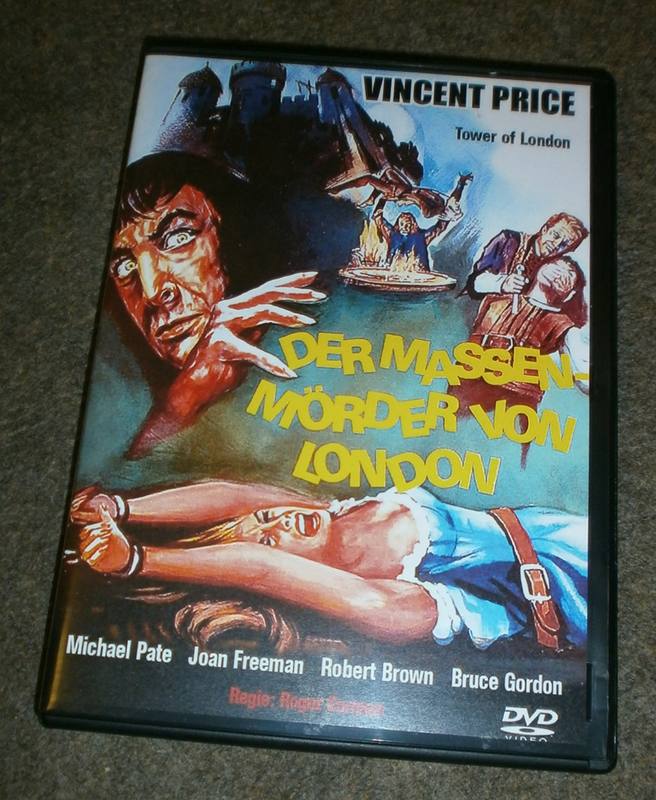 VINCENT PRICE
Tower of London
DER MASSEN-
MÖRDER VON
LONDON
Michael Pate Joan Freeman Robert Brown Bruce Gordon
Regie: Roger Corman
DVD
VIDEO